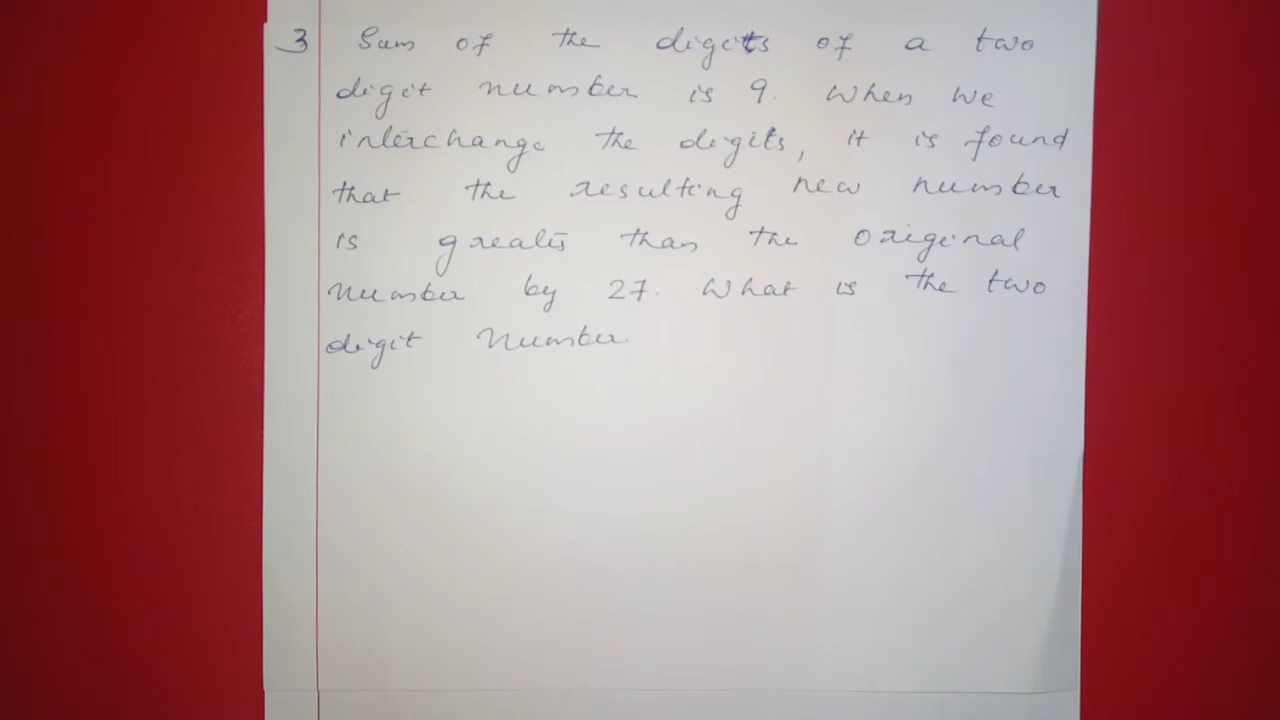 3 Sum of the digits of a two
digit number is 9. When we
interchange the digits, it is found
that the resulting new number
is greater than the original
number by 27. What is the two
digit Number.